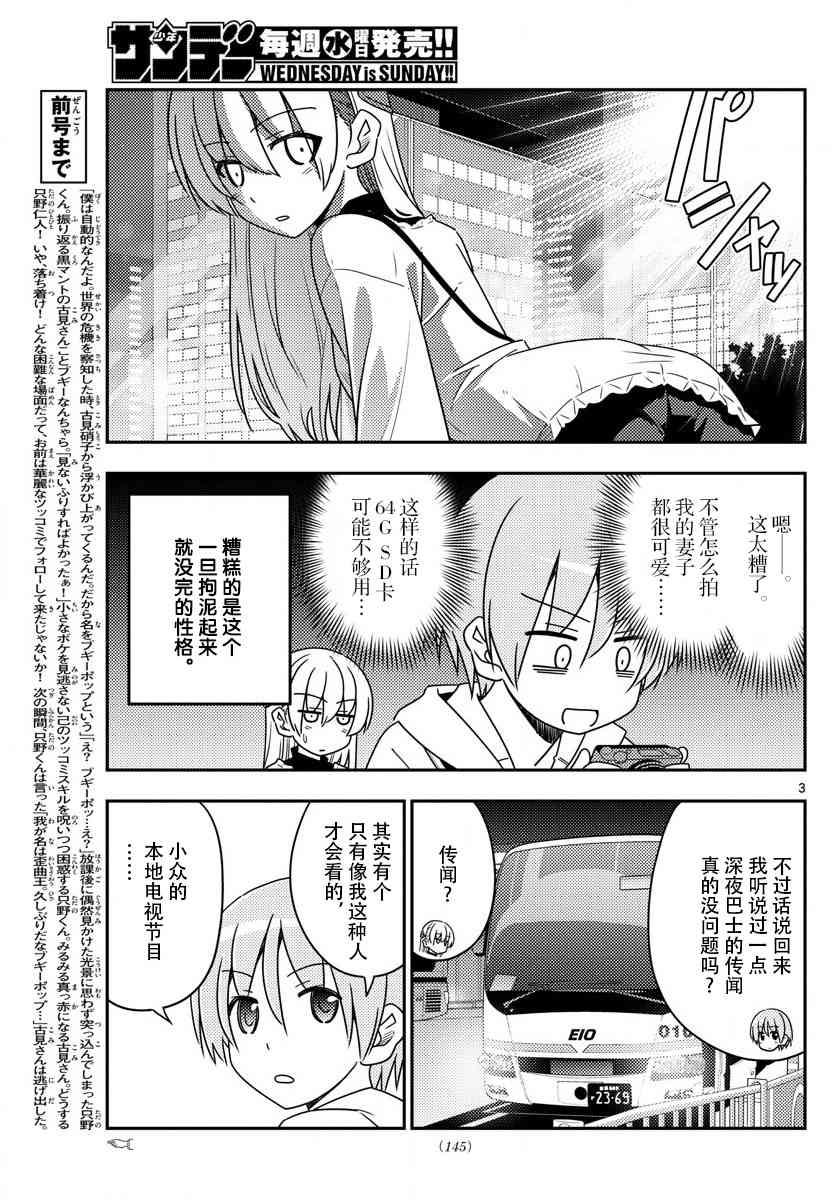 少年サンデー
毎週水曜日発売!!
WEDNESDAY is SUNDAY!!
前号まで
ぜんごう
「僕は自動的なんだよ。世界の危機を察知した時、古見硝子から浮かび上がってくるんだ。だから名をブギーポップという」「え? ブギーポッ…え?」放課後に偶然見かけた光景に思わず突っ込んでしまった只野
くん。振り返る黒マントの古見さんことブギーなんちゃら。「見ないふりすればよかったぁ!」小さなボケを見逃さない己のツッコミスキルを呪いつつ困惑する只野くん。みるみる真っ赤になる古見さん。どうする
只野仁人! いや、落ち着け! どんな困難な場面だって、お前は華麗なツッコミでフォローして来たじゃないか! 次の瞬間、只野くんは言った「我が名は歪曲王。久しぶりだなブギーポップ…」古見さんは逃げ出した。
嗯——。
这太糟了。
不管怎么拍
我的妻子
都很可爱…
这样的话
64G SD卡
可能不够用…
糟糕的是这个
一旦拘泥起来
就没完的性格。
3
不过话说回来
我听说过一点
深夜巴士的传闻
真的没问题吗?
传闻?
EIO
016
23-69
其实有个
只有像我这种人
才会看的,
小众的
本地电视节目
……
(145)